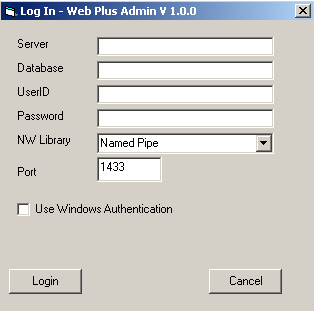 Log In - Web Plus Admin V 1.0.0
Server
Database
UserID
Password
NW Library Named Pipe
Port 1433
Use Windows Authentication
Login Cancel